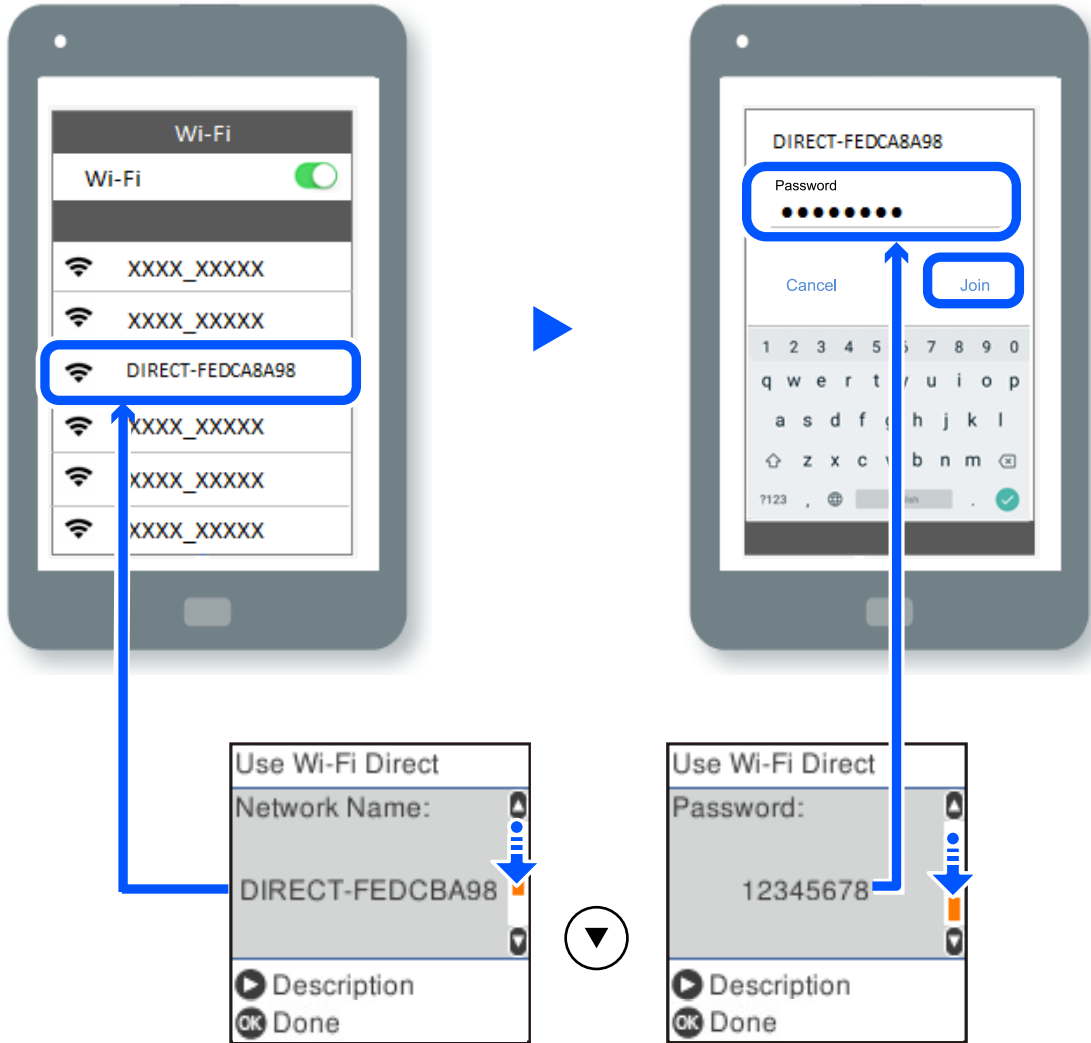 Wi-Fi
Wi-Fi
XXXX_XXXXX
XXXX_XXXXX
DIRECT-FEDCA8A98
XXXX_XXXXX
XXXX_XXXXX
XXXX_XXXXX
DIRECT-FEDCA8A98
Password
Cancel
Join
1 2 3 4 5 7 8 9 0
q w e r t y u i o p
a s d f g h j k l
z x c v b n m
?123 , .
Use Wi-Fi Direct
Network Name:
DIRECT-FEDCBA98
Description
OK Done
Use Wi-Fi Direct
Password:
12345678
Description
OK Done